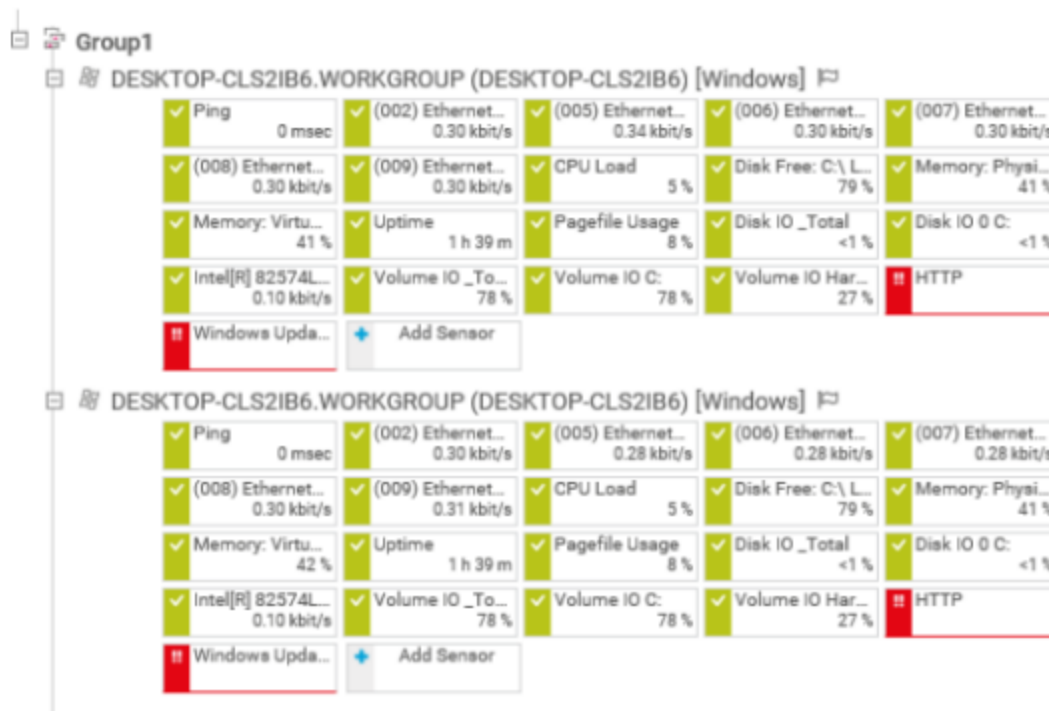 Group1
DESKTOP-CLS2IB6.WORKGROUP (DESKTOP-CLS2IB6) [Windows]
Ping (002) Ethernet... (005) Ethernet... (006) Ethernet... (007) Ethernet...
0 msec 0.30 kbit/s 0.34 kbit/s 0.30 kbit/s 0.30 kbit/s
(008) Ethernet... (009) Ethernet... CPU Load Disk Free: C:\ L... Memory: Physi...
0.30 kbit/s 0.30 kbit/s 5 % 79 % 41 %
Memory: Virtu... Uptime Pagefile Usage Disk IO _Total Disk IO 0 C:
41 % 1 h 39 m 8 % <1 % <1 %
Intel[R] 82574L... Volume IO _To... Volume IO C: Volume IO Har... HTTP
0.10 kbit/s 78 % 78 % 27 %
Windows Upda... Add Sensor
DESKTOP-CLS2IB6.WORKGROUP (DESKTOP-CLS2IB6) [Windows]
Ping (002) Ethernet... (005) Ethernet... (006) Ethernet... (007) Ethernet...
0 msec 0.30 kbit/s 0.28 kbit/s 0.28 kbit/s 0.28 kbit/s
(008) Ethernet... (009) Ethernet... CPU Load Disk Free: C:\ L... Memory: Physi...
0.30 kbit/s 0.31 kbit/s 5 % 79 % 41 %
Memory: Virtu... Uptime Pagefile Usage Disk IO _Total Disk IO 0 C:
42 % 1 h 39 m 8 % <1 % <1 %
Intel[R] 82574L... Volume IO _To... Volume IO C: Volume IO Har... HTTP
0.10 kbit/s 78 % 78 % 27 %
Windows Upda... Add Sensor